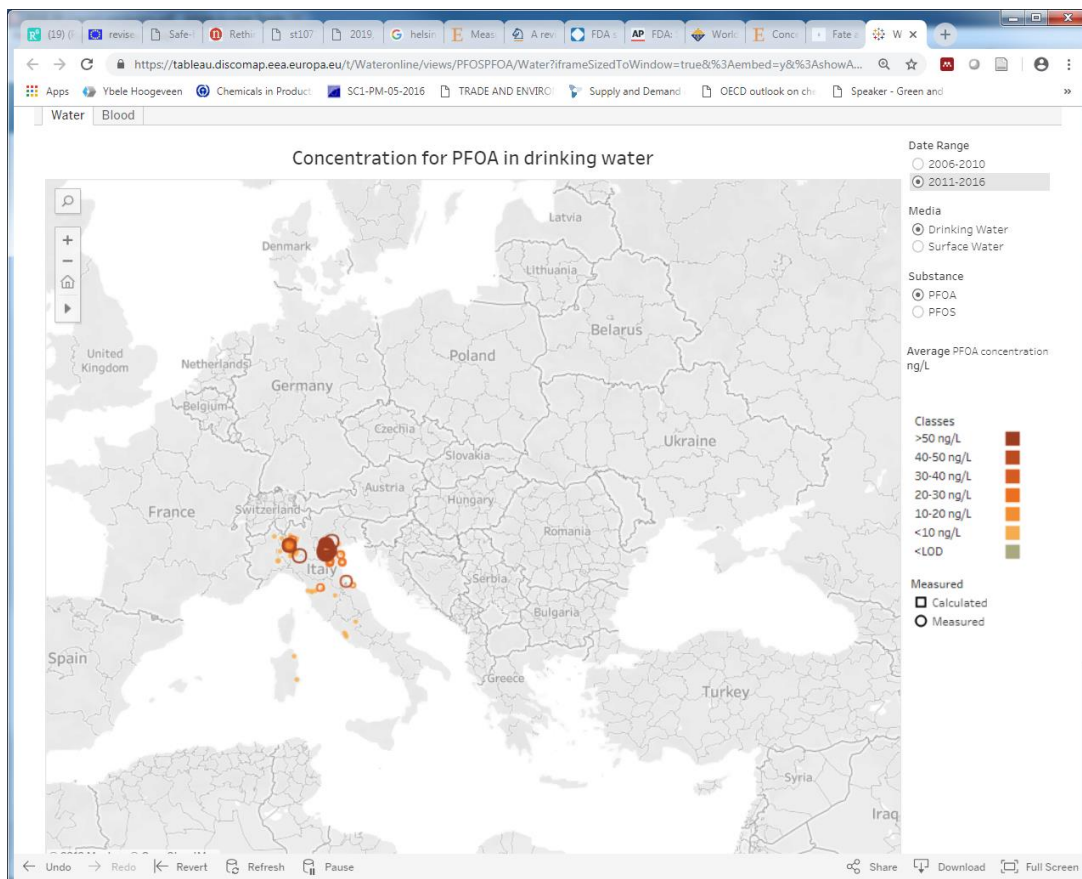 (19) (
revise
Safe-
Rethi
st107
2019
helsin
Meas
A rev
FDA s
AP FDA:
World
Conce
Fate a
W
https://tableau.discomap.eea.europa.eu/t/Wateronline/views/PFOSPFOA/Water?iframeSizedToWindow=true&%3Aembed=y&%3AshowA...
Apps Ybele Hoogeveen Chemicals in Product SC1-PM-05-2016 TRADE AND ENVIRO Supply and Demand OECD outlook on che Speaker - Green and »
Water Blood
Concentration for PFOA in drinking water
Date Range
2006-2010
2011-2016
Media
Drinking Water
Surface Water
Substance
PFOA
PFOS
Average PFOA concentration
ng/L
Classes
>50 ng/L
40-50 ng/L
30-40 ng/L
20-30 ng/L
10-20 ng/L
<10 ng/L
<LOD
Measured
Calculated
Measured
Latvia
Denmark
Lithuania
Belarus
United
Kingdom
Netherlands
Poland
Germany
Belgium
Czechia
Ukraine
Slovakia
Austria
Hungary
France
Switzerland
Romania
Italy
Serbia
Bulgaria
Spain
Greece
Turkey
Syria
Iraq
Undo Redo Revert Refresh Pause Share Download Full Screen